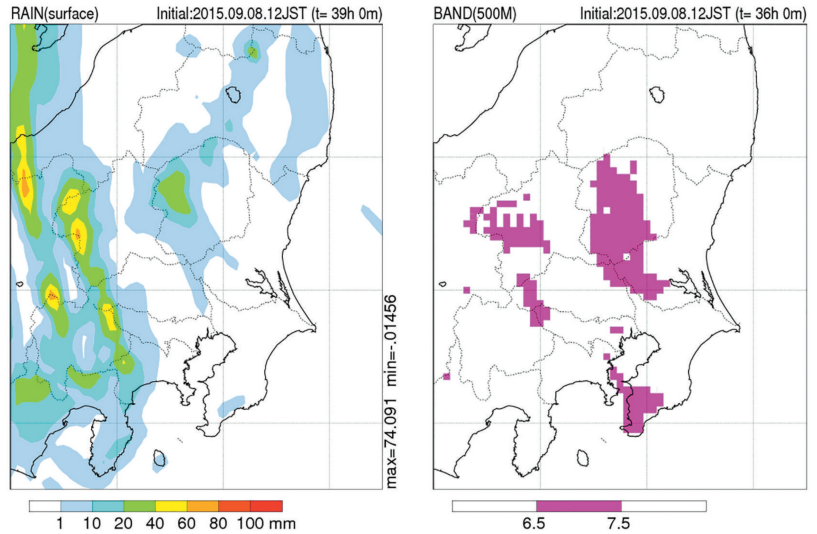 RAIN(surface) Initial:2015.09.08.12JST (t= 39h 0m)
max=74.091 min=-.01456
1 10 20 40 60 80 100 mm
BAND(500M) Initial:2015.09.08.12JST (t= 36h 0m)
6.5 7.5